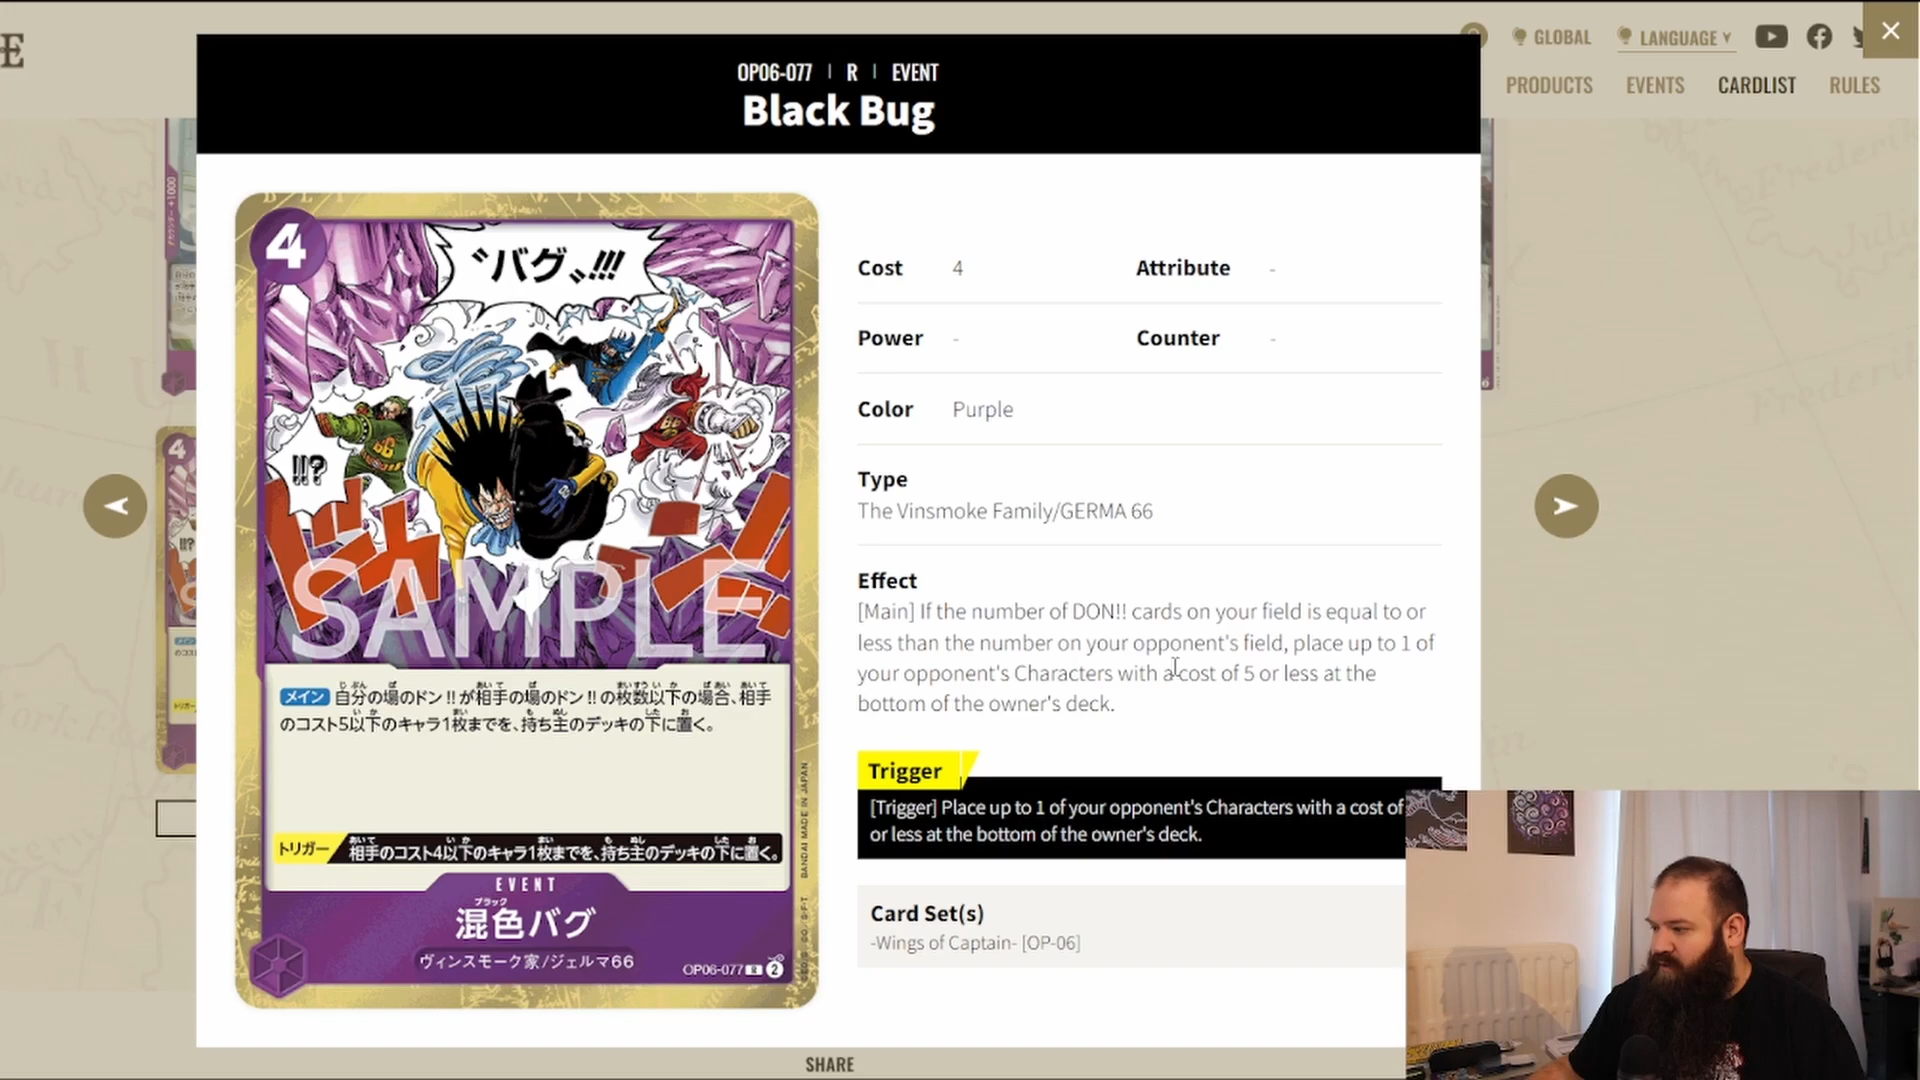 E
GLOBAL
LANGUAGE
PRODUCTS
EVENTS
CARDLIST
RULES
OP06-077 | R | EVENT
Black Bug
4
〝バグ〟!!!
!!?
ドカ
SAMPLE
メイン 自分の場のドン!!が相手の場のドン!!の枚数以下の場合、相手
のコスト5以下のキャラ1枚までを、持ち主のデッキの下に置く。
トリガー 相手のコスト4以下のキャラ1枚までを、持ち主のデッキの下に置く。
EVENT
ブラック
混色バグ
ヴィンスモーク家/ジェルマ66
OP06-077 R 2
BANDAI MADE IN JAPAN
Cost 4
Attribute -
Power -
Counter -
Color Purple
Type
The Vinsmoke Family/GERMA 66
Effect
[Main] If the number of DON!! cards on your field is equal to or
less than the number on your opponent's field, place up to 1 of
your opponent's Characters with a cost of 5 or less at the
bottom of the owner's deck.
Trigger
[Trigger] Place up to 1 of your opponent's Characters with a cost of
or less at the bottom of the owner's deck.
Card Set(s)
-Wings of Captain- [OP-06]
SHARE